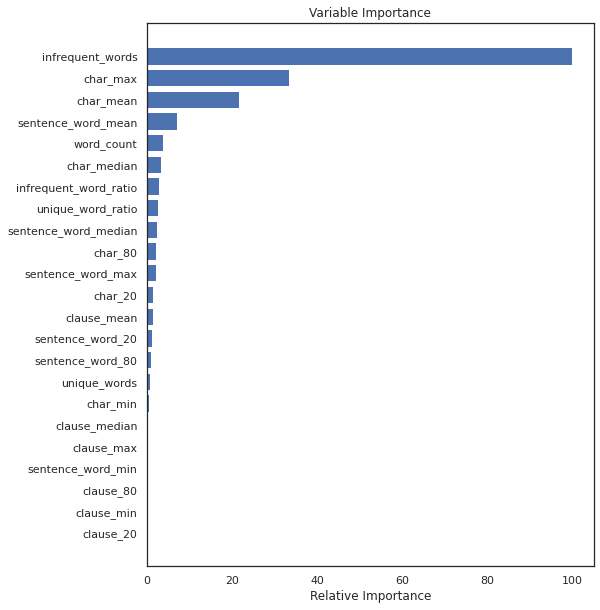 Variable Importance
infrequent_words
char_max
char_mean
sentence_word_mean
word_count
char_median
infrequent_word_ratio
unique_word_ratio
sentence_word_median
char_80
sentence_word_max
char_20
clause_mean
sentence_word_20
sentence_word_80
unique_words
char_min
clause_median
clause_max
sentence_word_min
clause_80
clause_min
clause_20
0 20 40 60 80 100
Relative Importance